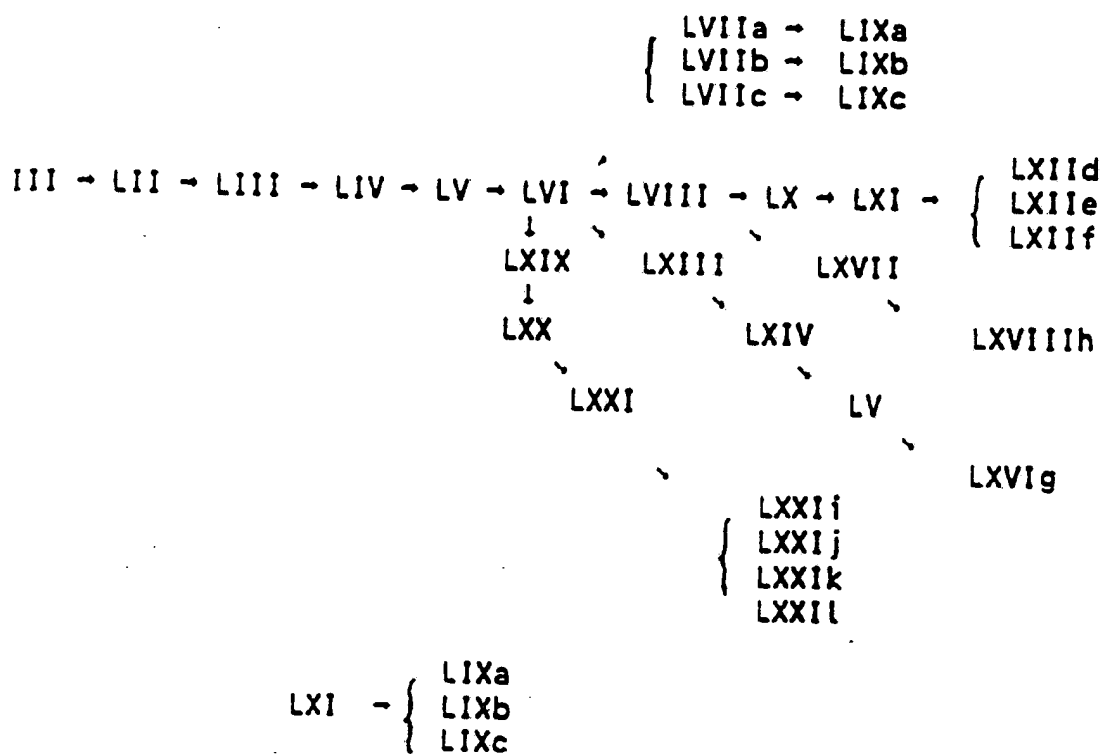 LVIIa → LIXa
LVIIb → LIXb
LVIIc → LIXc
III → LII → LIII → LIV → LV → LVI → LVIII → LX → LXI →
LXIId
LXIIe
LXIIf
LXIX LXIII LXVII
LXX LXIV LXVIIIh
LXXI LV
LXVIg
LXXIi
LXXIj
LXXIk
LXXIl
LXI →
LIXa
LIXb
LIXc